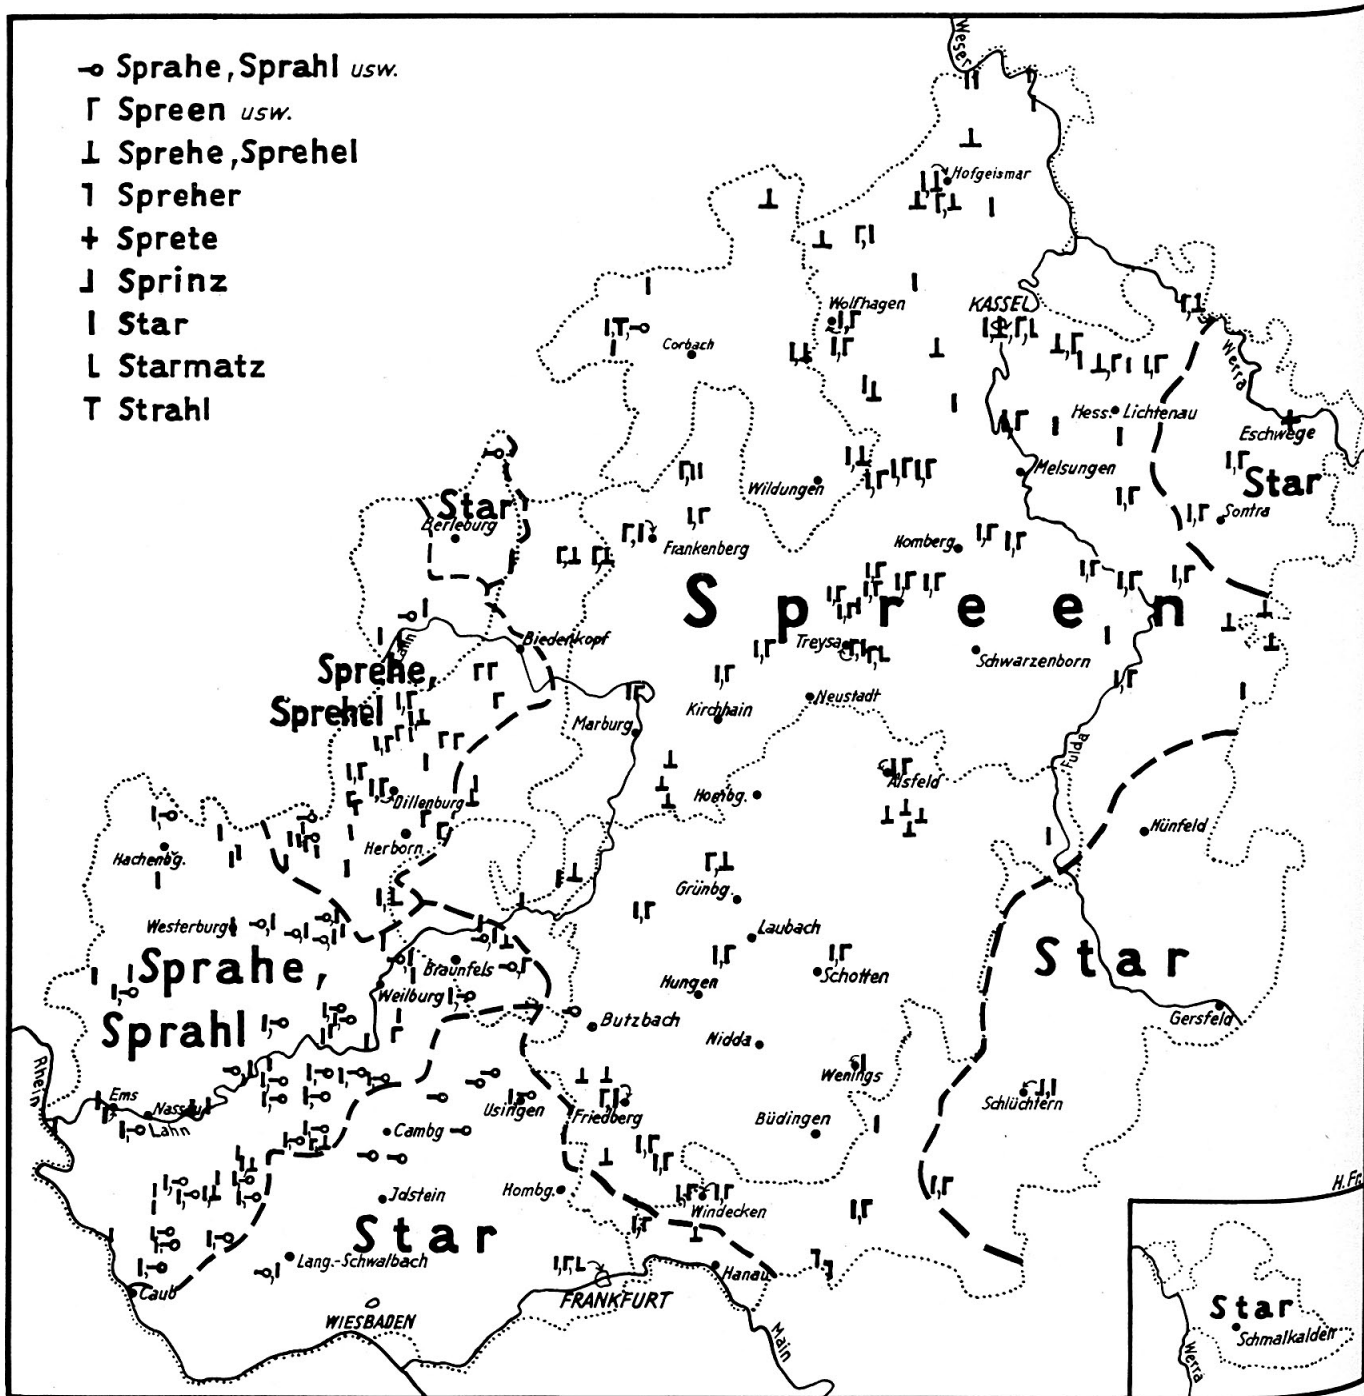 Sprahe, Sprahl usw.
Spreen usw.
Sprehe, Sprehel
Spreher
Sprete
Sprinz
Star
Starmatz
Strahl
Weser
Hofgeismar
Wolfhagen
KASSEL
Corbach
Werra
Hess. Lichtenau
Eschwege
Melsungen
Wildungen
Star
Star
Sontra
Berleburg
Frankenberg
Homberg
Spreen
Biedenkopf
Treysa
Schwarzenborn
Lahn
Sprehe,
Sprehel
Neustadt
Kirchhain
Marburg
Fulda
Alsfeld
Hombg.
Dillenburg
Hünfeld
Herborn
Hachenbg.
Grünbg.
Westerburg
Laubach
Star
Sprahe,
Braunfels
Schotten
Hungen
Weilburg
Sprahl
Butzbach
Gersfeld
Nidda
Rhein
Wenings
Ems
Nassau
Usingen
Friedberg
Schlüchtern
Lahn
Cambg
Büdingen
Idstein
Hombg.
Windecken
H. Fr.
Star
Lang.-Schwalbach
Hanau
Caub
FRANKFURT
WIESBADEN
Main
Star
Schmalkalden
Werra